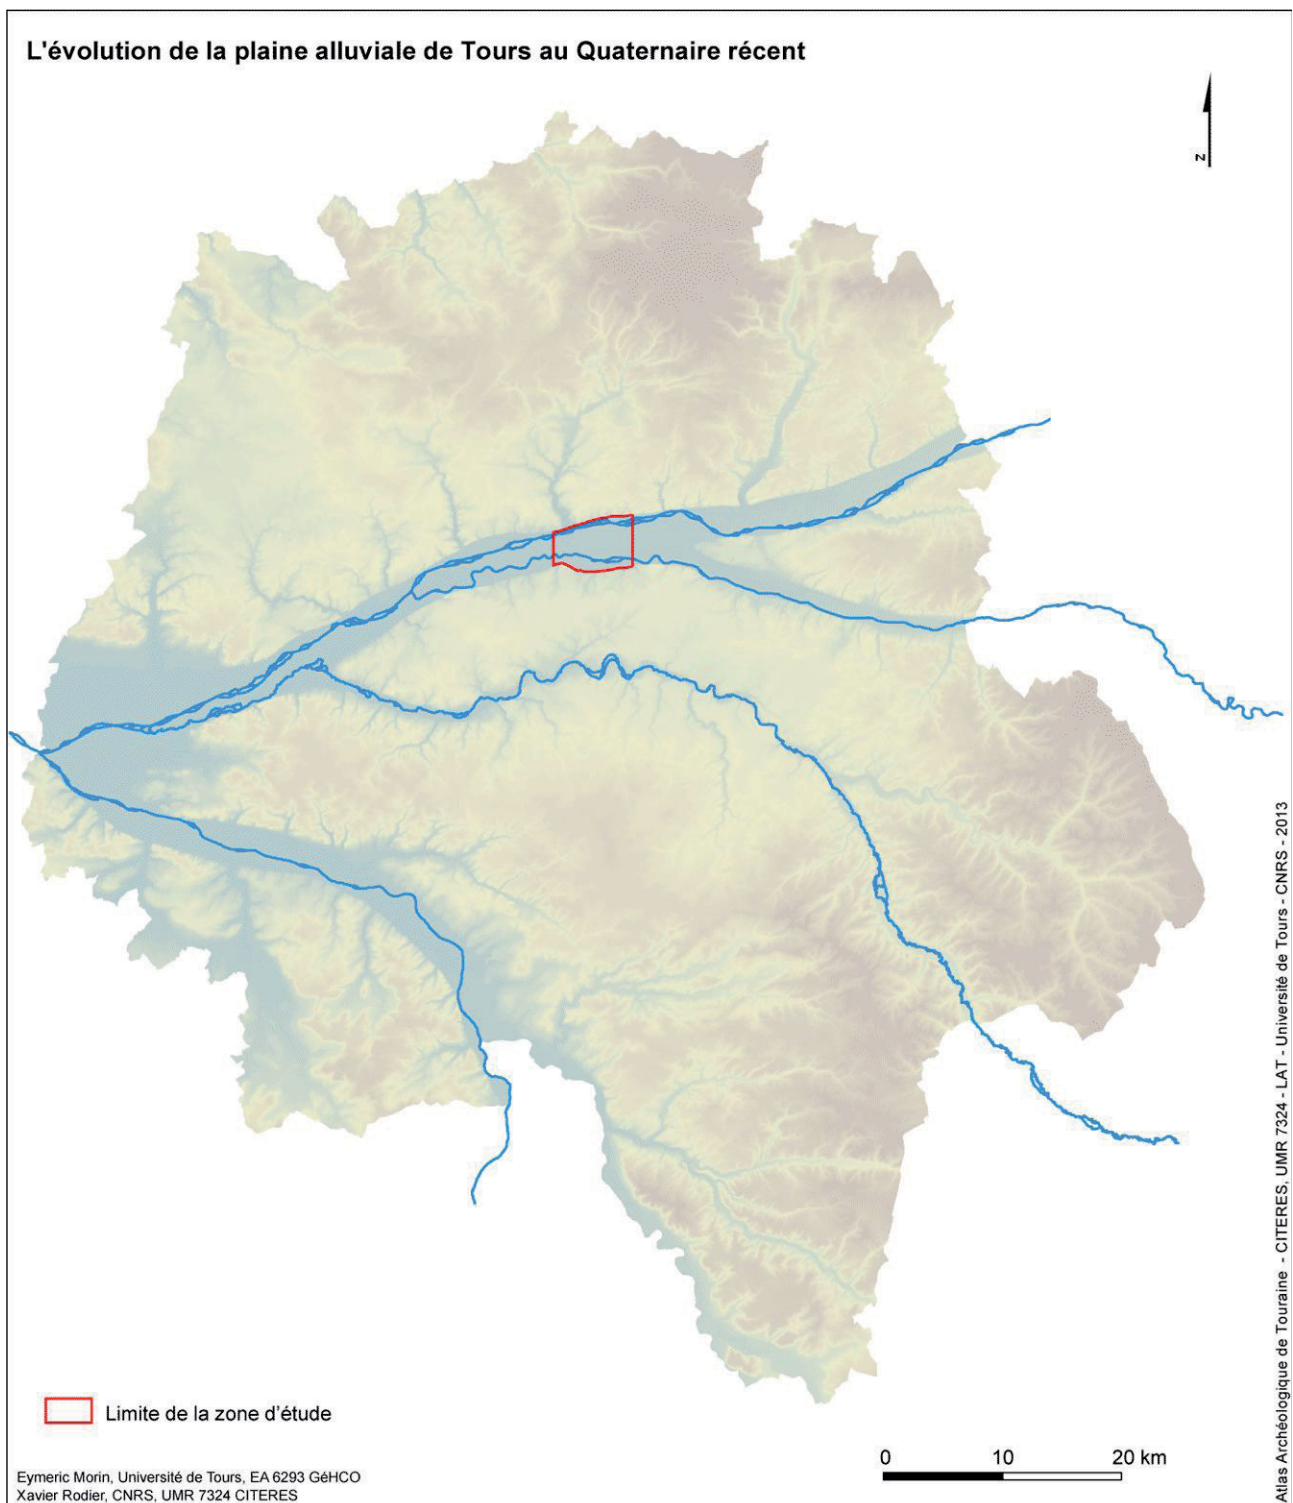 L'évolution de la plaine alluviale de Tours au Quaternaire récent
N
Limite de la zone d'étude
0 10 20 km
Eymeric Morin, Université de Tours, EA 6293 GéHCO
Xavier Rodier, CNRS, UMR 7324 CITERES
Atlas Archéologique de Touraine - CITERES, UMR 7324 - LAT - Université de Tours - CNRS - 2013